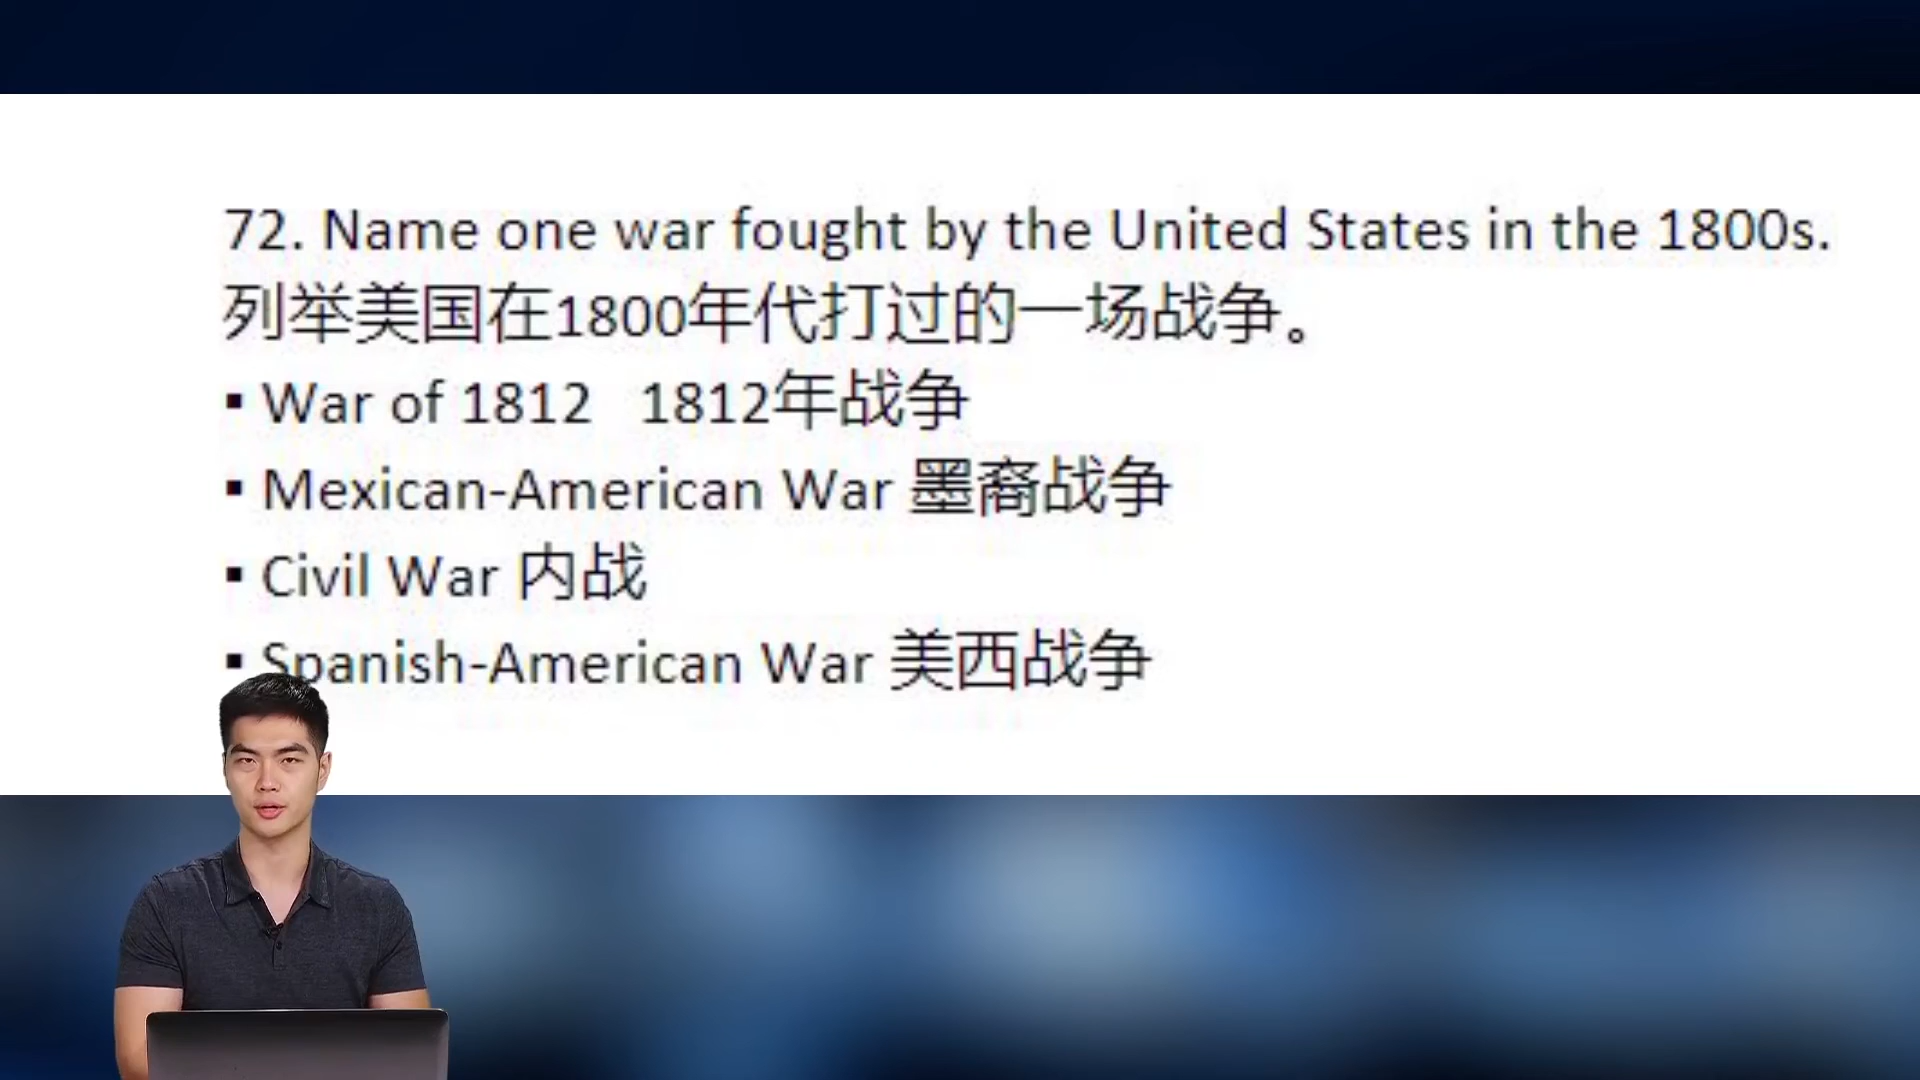 72. Name one war fought by the United States in the 1800s.
列举美国在1800年代打过的一场战争。
▪ War of 1812 1812年战争
▪ Mexican-American War 墨裔战争
▪ Civil War 内战
▪ Spanish-American War 美西战争